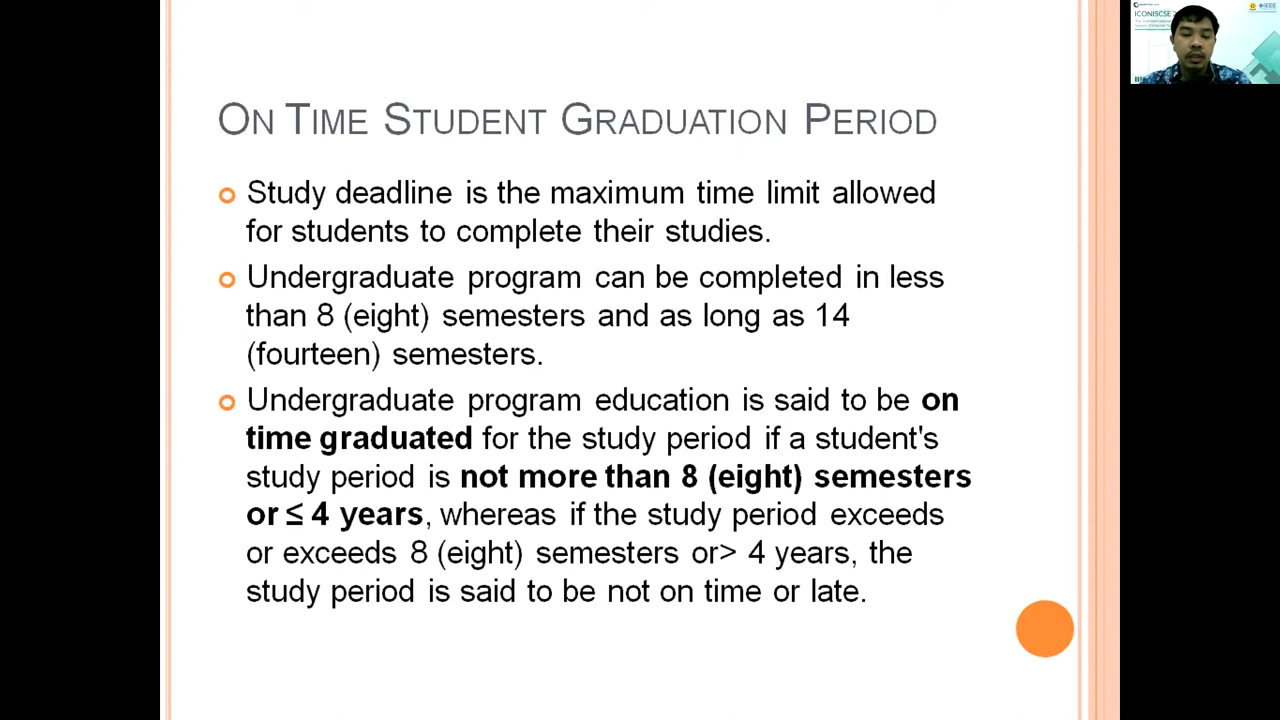 ON TIME STUDENT GRADUATION PERIOD
Study deadline is the maximum time limit allowed
for students to complete their studies.
Undergraduate program can be completed in less
than 8 (eight) semesters and as long as 14
(fourteen) semesters.
Undergraduate program education is said to be on
time graduated for the study period if a student's
study period is not more than 8 (eight) semesters
or ≤ 4 years, whereas if the study period exceeds
or exceeds 8 (eight) semesters or> 4 years, the
study period is said to be not on time or late.
ICONISCSE
IEEE